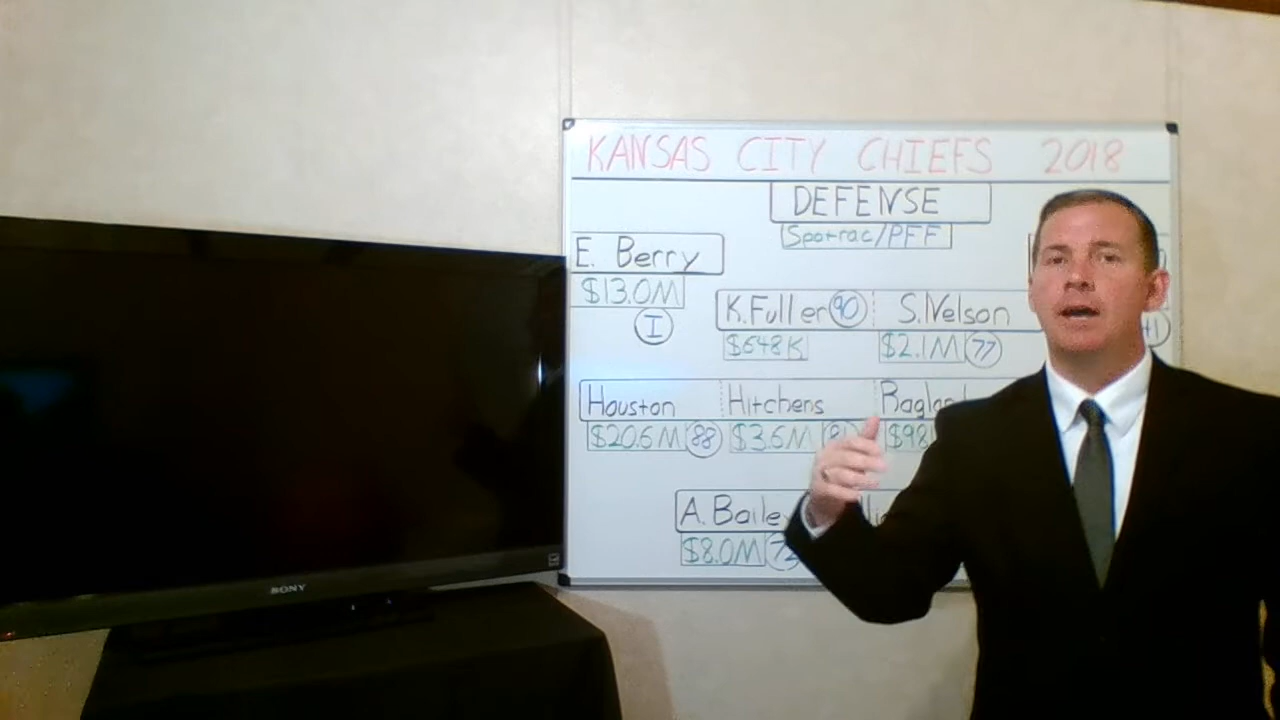 KANSAS CITY CHIEFS 2018
DEFENSE
Spotrac/PFF
E. Berry
$13.0M
I
K.Fuller 90 S.Nelson
$648K $2.1M 77
Houston Hitchens
$20.6M 88 $3.6M
A. Bailey
$8.0M
SONY